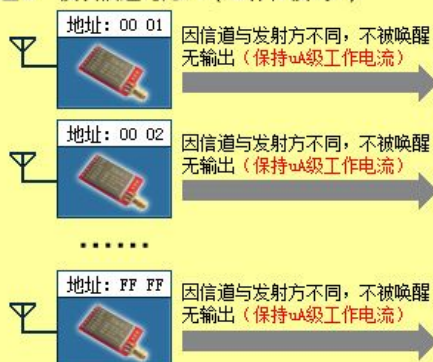 地址：00 01
因信道与发射方不同，不被唤醒
无输出（保持uA级工作电流）
地址：00 02
因信道与发射方不同，不被唤醒
无输出（保持uA级工作电流）
......
地址：FF FF
因信道与发射方不同，不被唤醒
无输出（保持uA级工作电流）